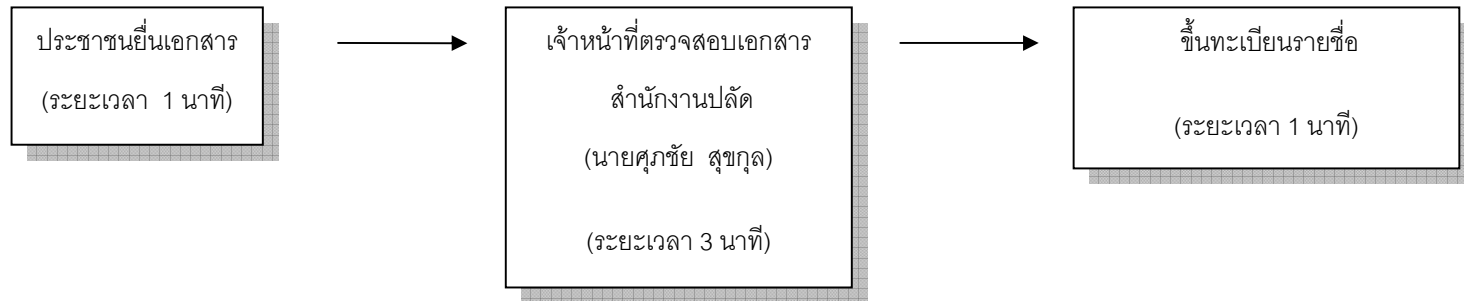 ประชาชนยื่นเอกสาร
(ระยะเวลา 1 นาที)
เจ้าหน้าที่ตรวจสอบเอกสาร
สำนักงานปลัด
(นายศุภชัย สุขกุล)
(ระยะเวลา 3 นาที)
ขึ้นทะเบียนรายชื่อ
(ระยะเวลา 1 นาที)